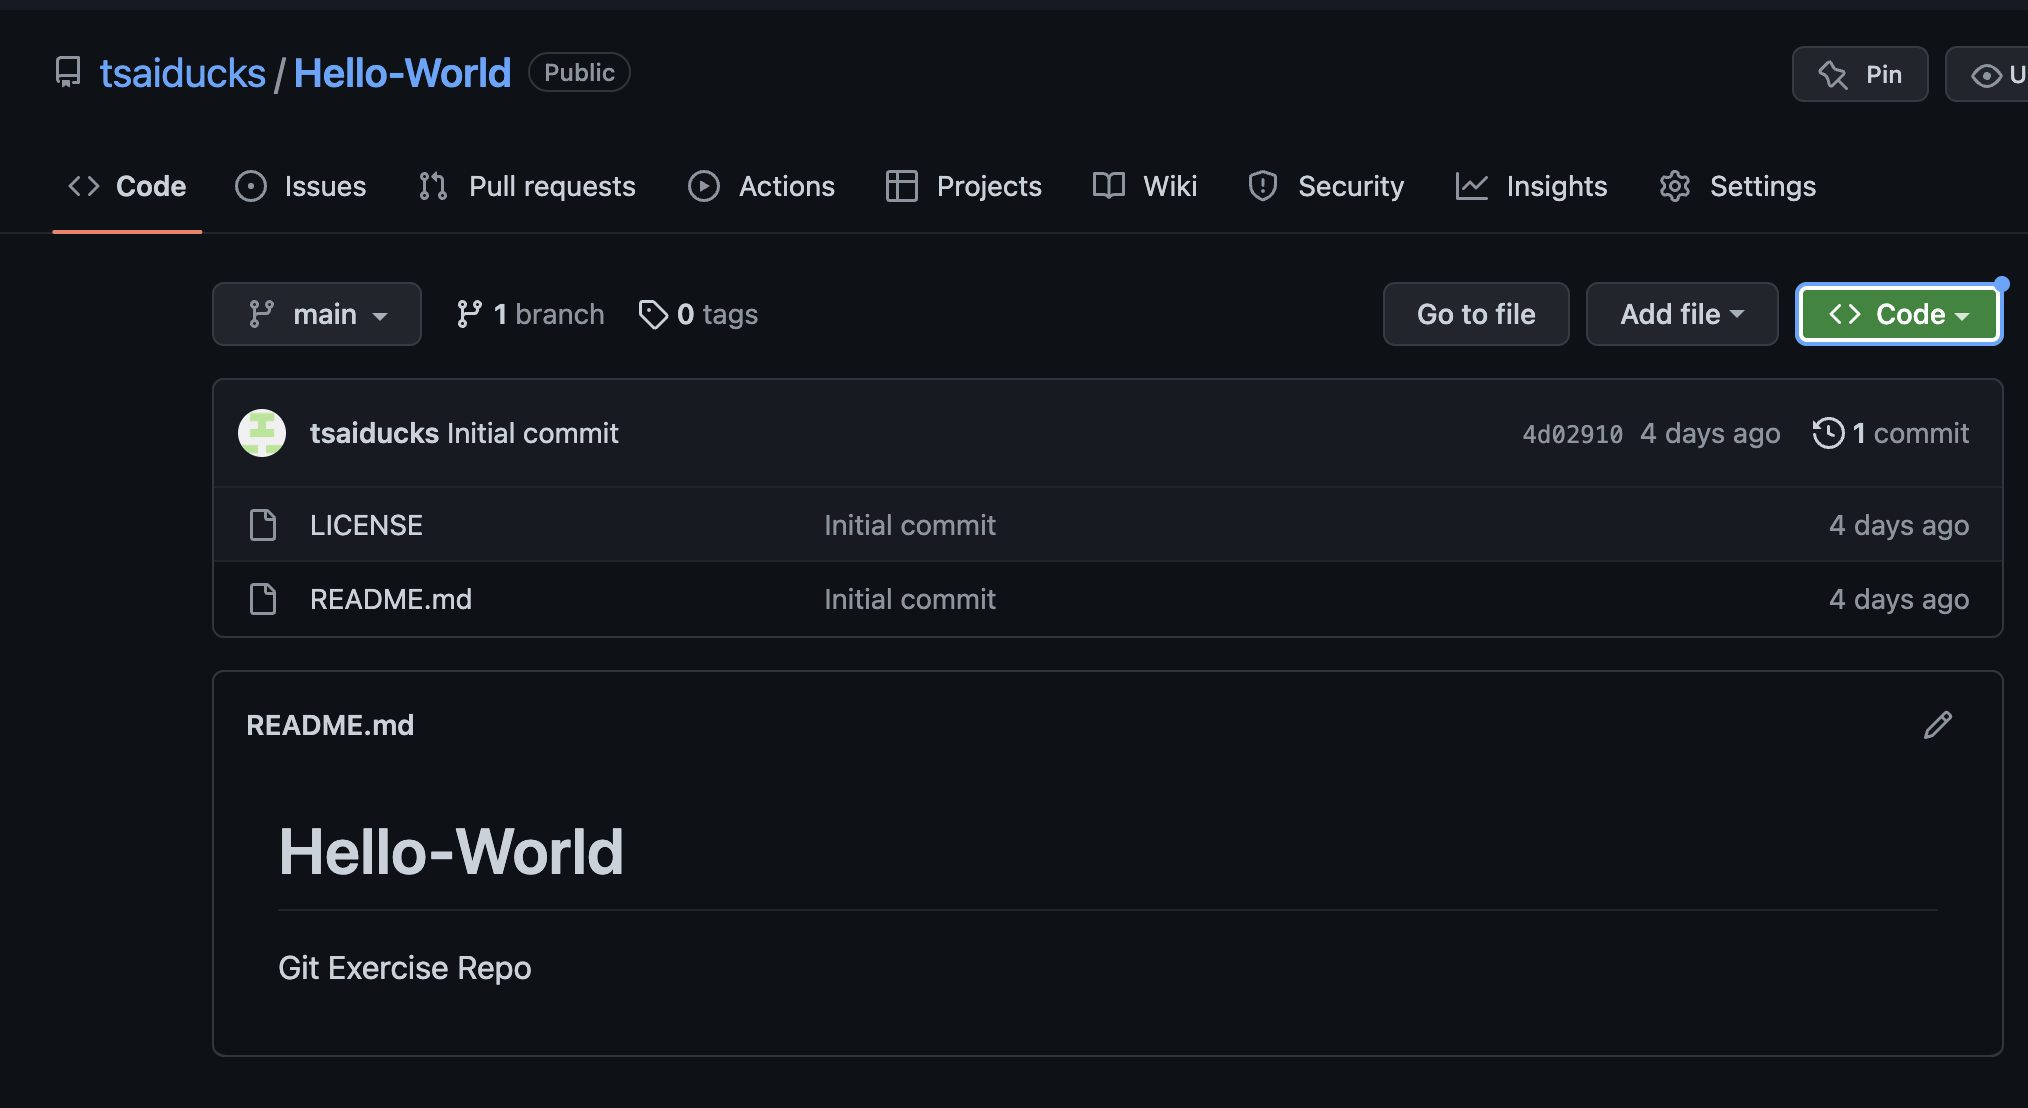 tsaiducks / Hello-World Public Pin U
Code Issues Pull requests Actions Projects Wiki Security Insights Settings
main 1 branch 0 tags Go to file Add file Code
tsaiducks Initial commit 4d02910 4 days ago 1 commit
LICENSE Initial commit 4 days ago
README.md Initial commit 4 days ago
README.md
Hello-World
Git Exercise Repo